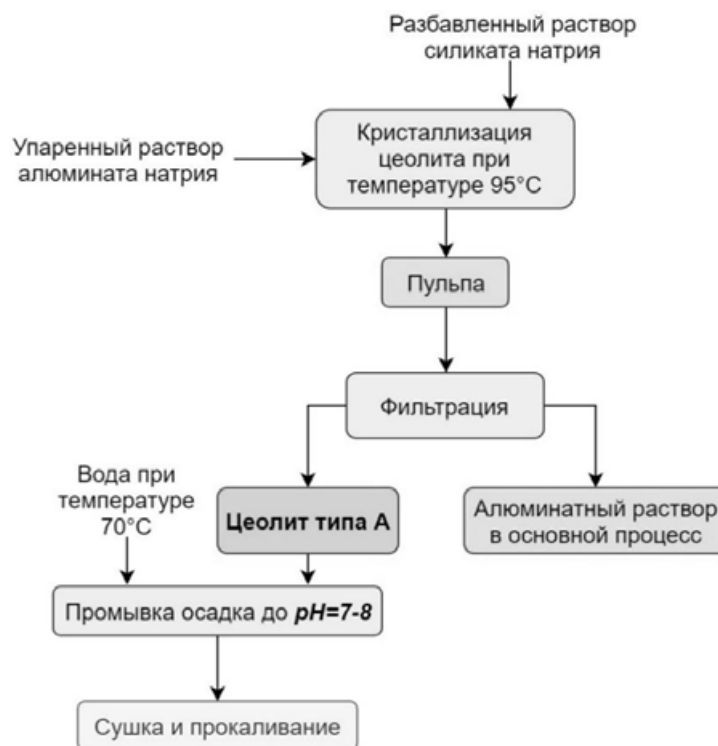 Разбавленный раствор
силиката натрия
Упаренный раствор
алюмината натрия
Кристаллизация
цеолита при
температуре 95°C
Пульпа
Фильтрация
Вода при
температуре
70°C
Цеолит типа А
Алюминатный раствор
в основной процесс
Промывка осадка до pH=7-8
Сушка и прокаливание